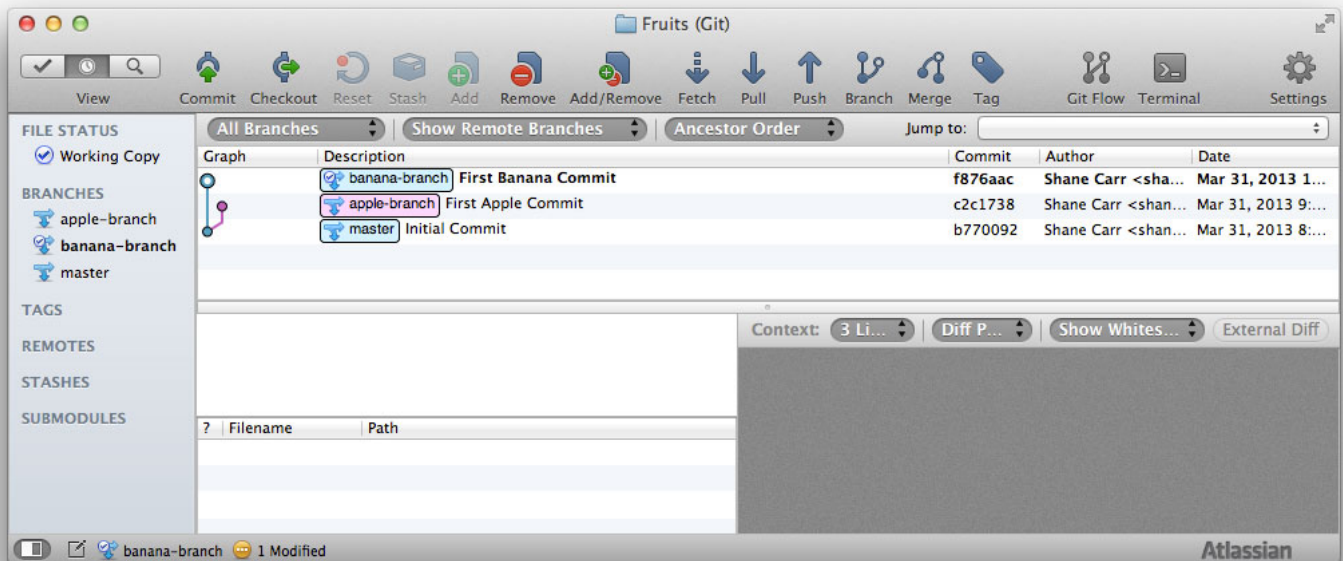 Fruits (Git)
View Commit Checkout Reset Stash Add Remove Add/Remove Fetch Pull Push Branch Merge Tag Git Flow Terminal Settings
FILE STATUS
Working Copy
BRANCHES
apple-branch
banana-branch
master
TAGS
REMOTES
STASHES
SUBMODULES
All Branches Show Remote Branches Ancestor Order Jump to:
Graph Description Commit Author Date
banana-branch First Banana Commit f876aac Shane Carr <sha... Mar 31, 2013 1...
apple-branch First Apple Commit c2c1738 Shane Carr <shan... Mar 31, 2013 9:...
master Initial Commit b770092 Shane Carr <shan... Mar 31, 2013 8:...
Context: 3 Li... Diff P... Show Whites... External Diff
? Filename Path
banana-branch 1 Modified Atlassian